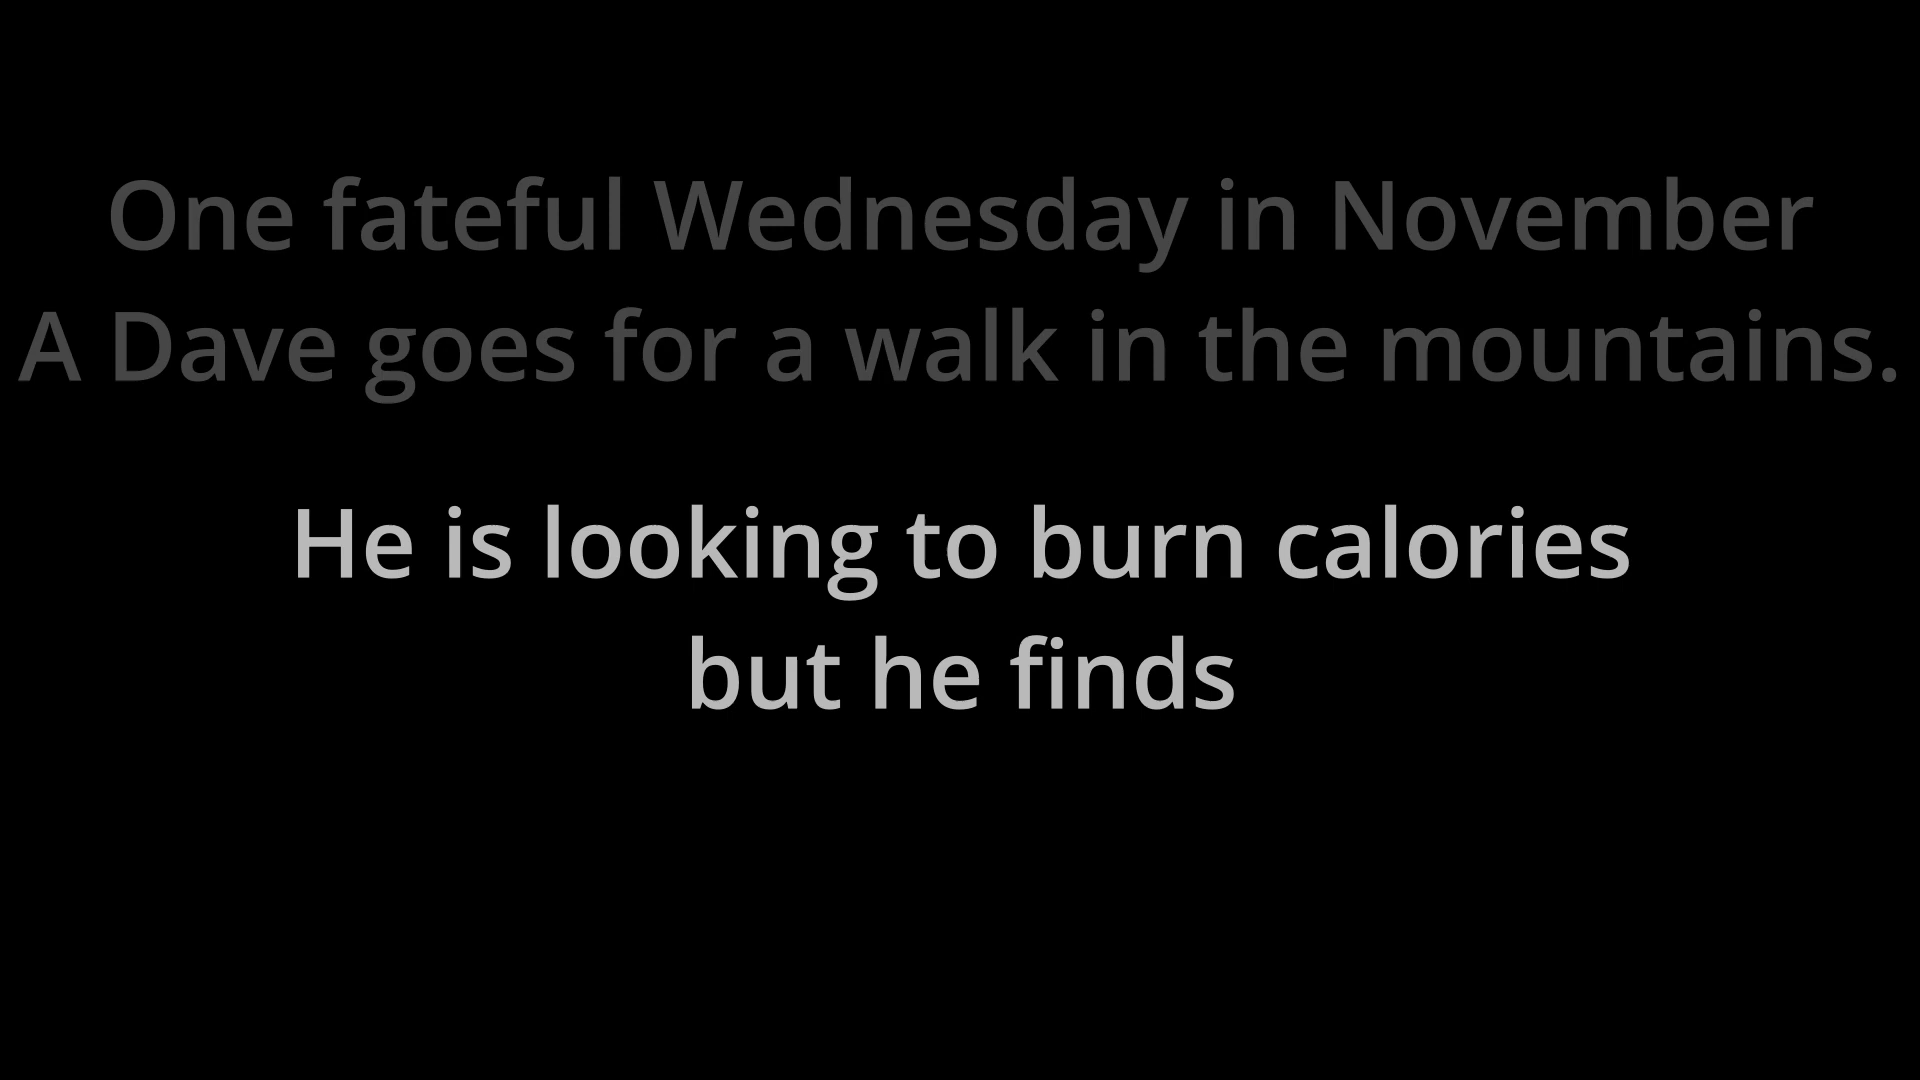 One fateful Wednesday in November
A Dave goes for a walk in the mountains.
He is looking to burn calories
but he finds